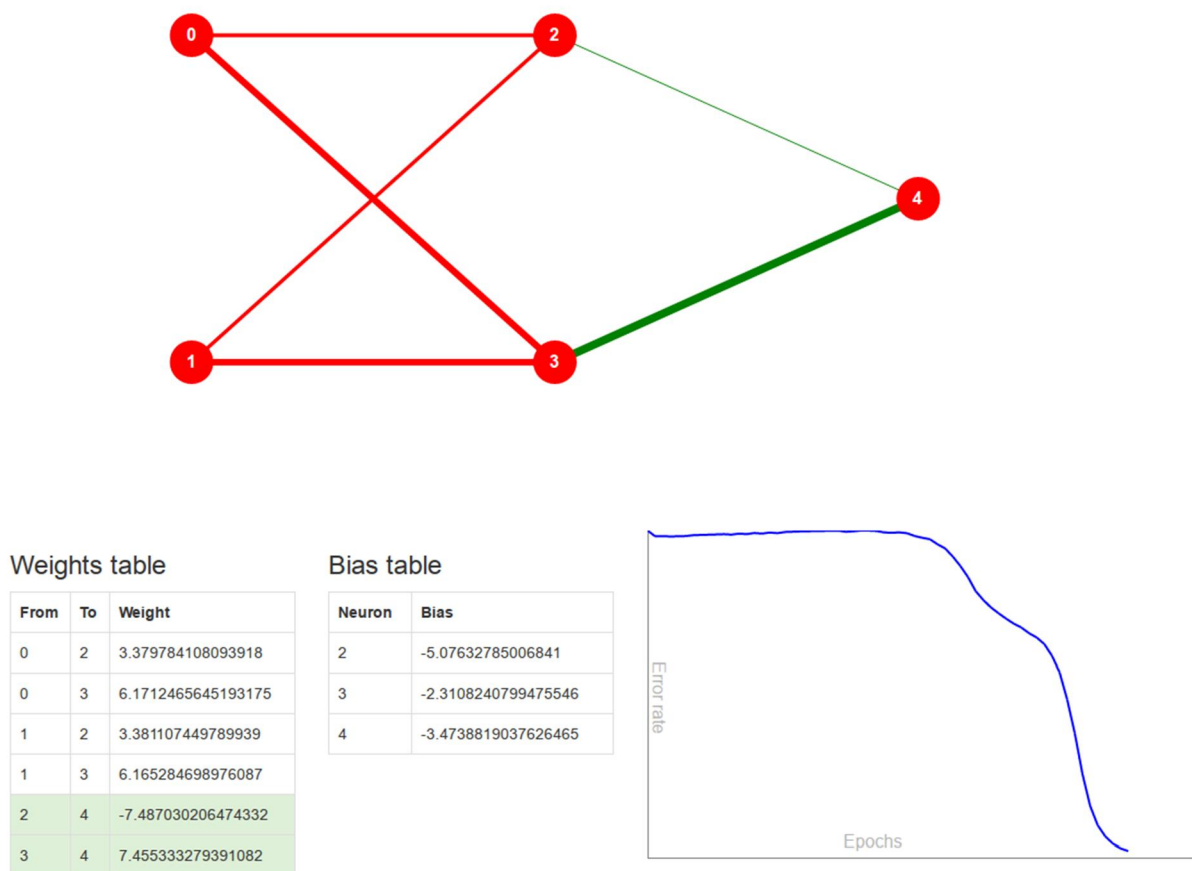 0
2
4
1
3
Weights table
From To Weight
0 2 3.379784108093918
0 3 6.1712465645193175
1 2 3.381107449789939
1 3 6.165284698976087
2 4 -7.487030206474332
3 4 7.455333279391082
Bias table
Neuron Bias
2 -5.07632785006841
3 -2.3108240799475546
4 -3.4738819037626465
Error rate
Epochs